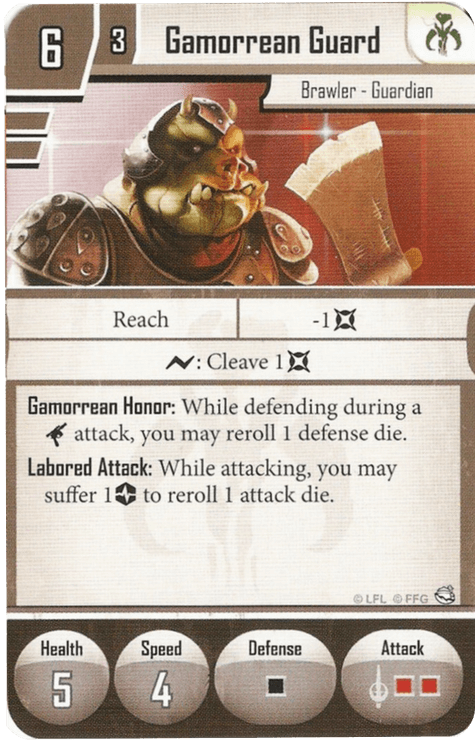 6
3
Gamorrean Guard
Brawler - Guardian
Reach
-1
: Cleave 1
Gamorrean Honor: While defending during a
attack, you may reroll 1 defense die.
Labored Attack: While attacking, you may
suffer 1 to reroll 1 attack die.
© LFL © FFG
Health
Speed
Defense
Attack
5
4